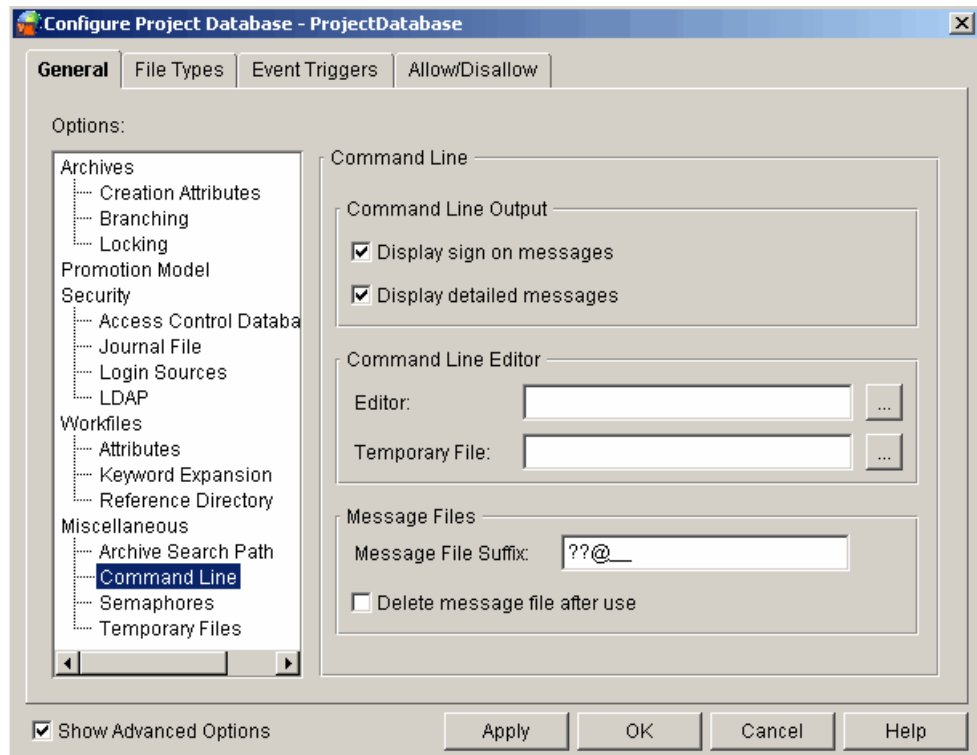 Configure Project Database - ProjectDatabase
General File Types Event Triggers Allow/Disallow
Options:
Archives
Creation Attributes
Branching
Locking
Promotion Model
Security
Access Control Databa
Journal File
Login Sources
LDAP
Workfiles
Attributes
Keyword Expansion
Reference Directory
Miscellaneous
Archive Search Path
Command Line
Semaphores
Temporary Files
Command Line
Command Line Output
Display sign on messages
Display detailed messages
Command Line Editor
Editor: ...
Temporary File: ...
Message Files
Message File Suffix: ??@__
Delete message file after use
Show Advanced Options Apply OK Cancel Help